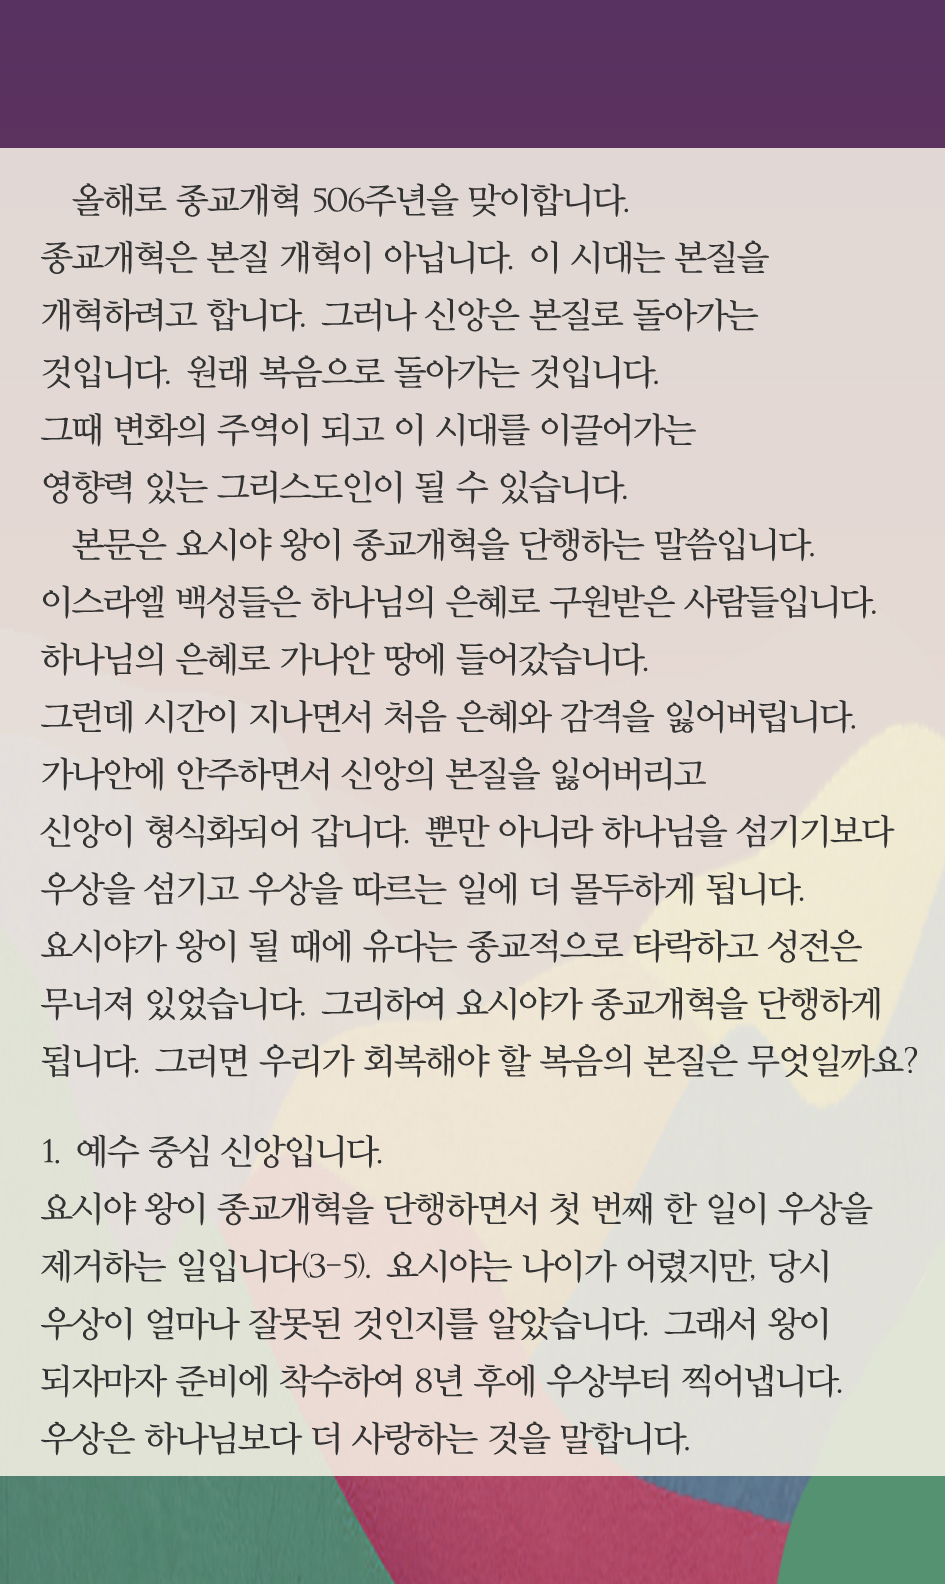 올해로 종교개혁 506주년을 맞이합니다.
종교개혁은 본질 개혁이 아닙니다. 이 시대는 본질을
개혁하려고 합니다. 그러나 신앙은 본질로 돌아가는
것입니다. 원래 복음으로 돌아가는 것입니다.
그때 변화의 주역이 되고 이 시대를 이끌어가는
영향력 있는 그리스도인이 될 수 있습니다.
본문은 요시야 왕이 종교개혁을 단행하는 말씀입니다.
이스라엘 백성들은 하나님의 은혜로 구원받은 사람들입니다.
하나님의 은혜로 가나안 땅에 들어갔습니다.
그런데 시간이 지나면서 처음 은혜와 감격을 잃어버립니다.
가나안에 안주하면서 신앙의 본질을 잃어버리고
신앙이 형식화되어 갑니다. 뿐만 아니라 하나님을 섬기기보다
우상을 섬기고 우상을 따르는 일에 더 몰두하게 됩니다.
요시야가 왕이 될 때에 유다는 종교적으로 타락하고 성전은
무너져 있었습니다. 그리하여 요시야가 종교개혁을 단행하게
됩니다. 그러면 우리가 회복해야 할 복음의 본질은 무엇일까요?
1. 예수 중심 신앙입니다.
요시야 왕이 종교개혁을 단행하면서 첫 번째 한 일이 우상을
제거하는 일입니다(3-5). 요시야는 나이가 어렸지만, 당시
우상이 얼마나 잘못된 것인지를 알았습니다. 그래서 왕이
되자마자 준비에 착수하여 8년 후에 우상부터 찍어냅니다.
우상은 하나님보다 더 사랑하는 것을 말합니다.